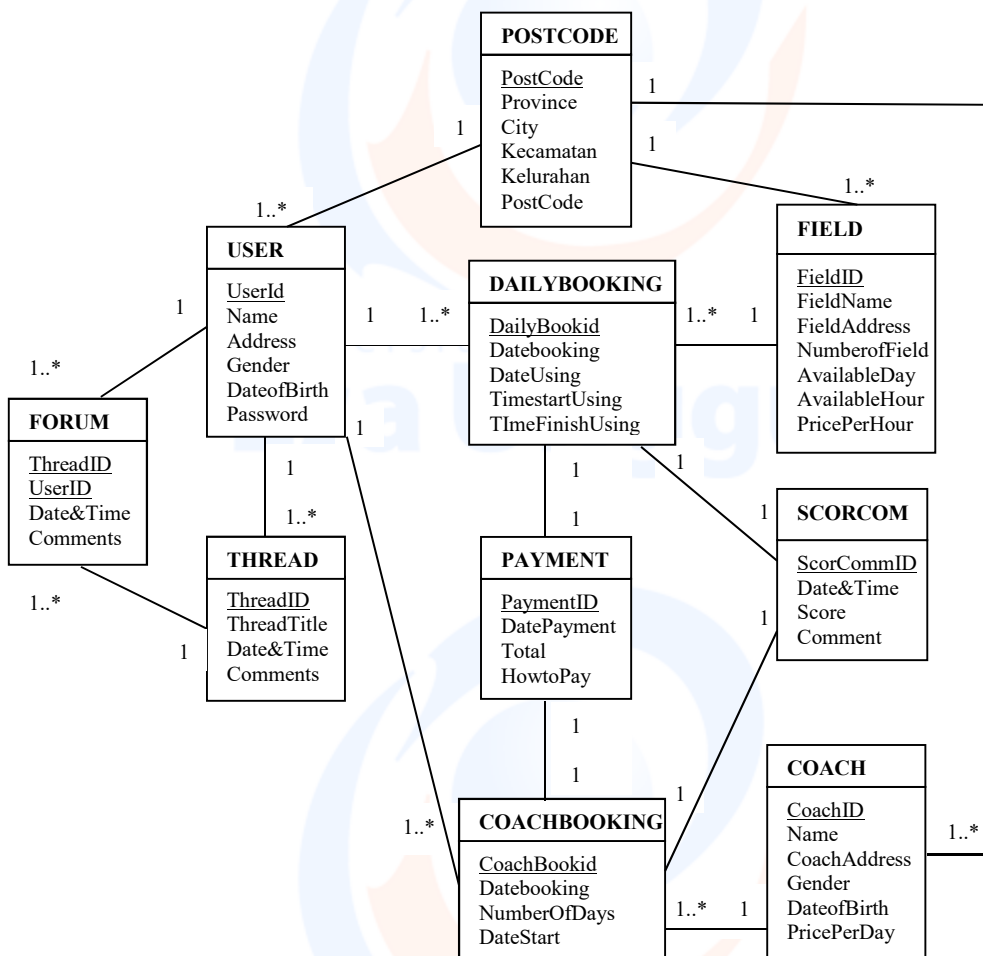 POSTCODE
PostCode
Province
City
Kecamatan
Kelurahan
PostCode
1
1
1
1..*
1..*
USER
UserId
Name
Address
Gender
DateofBirth
Password
FIELD
FieldID
FieldName
FieldAddress
NumberofField
AvailableDay
AvailableHour
PricePerHour
DAILYBOOKING
DailyBookid
Datebooking
DateUsing
TimestartUsing
TImeFinishUsing
1
1
1..*
1..*
1
1..*
FORUM
ThreadID
UserID
Date&Time
Comments
1
1
1..*
1
1
1
1
SCORCOM
ScorCommID
Date&Time
Score
Comment
THREAD
ThreadID
ThreadTitle
Date&Time
Comments
PAYMENT
PaymentID
DatePayment
Total
HowtoPay
1..*
1
1
1
1
1
1..*
COACHBOOKING
CoachBookid
Datebooking
NumberOfDays
DateStart
COACH
CoachID
Name
CoachAddress
Gender
DateofBirth
PricePerDay
1..*
1..*
1